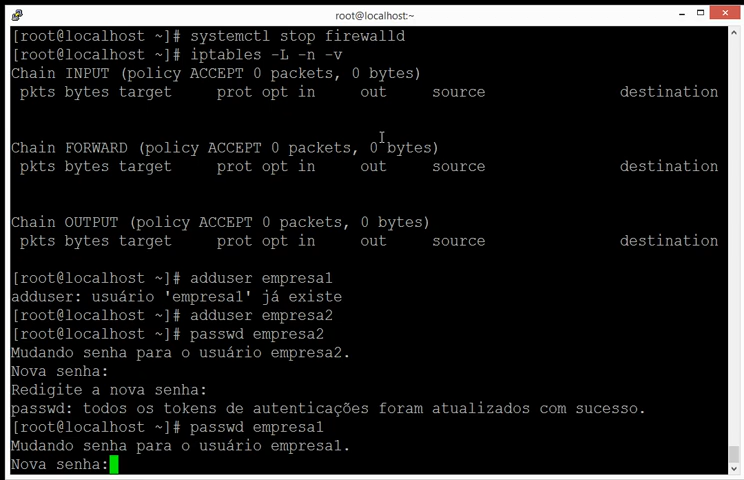 root@localhost:~
[root@localhost ~]# systemctl stop firewalld
[root@localhost ~]# iptables -L -n -v
Chain INPUT (policy ACCEPT 0 packets, 0 bytes)
 pkts bytes target     prot opt in     out     source               destination
Chain FORWARD (policy ACCEPT 0 packets, 0 bytes)
 pkts bytes target     prot opt in     out     source               destination
Chain OUTPUT (policy ACCEPT 0 packets, 0 bytes)
 pkts bytes target     prot opt in     out     source               destination
[root@localhost ~]# adduser empresa1
adduser: usuário 'empresa1' já existe
[root@localhost ~]# adduser empresa2
[root@localhost ~]# passwd empresa2
Mudando senha para o usuário empresa2.
Nova senha:
Redigite a nova senha:
passwd: todos os tokens de autenticações foram atualizados com sucesso.
[root@localhost ~]# passwd empresa1
Mudando senha para o usuário empresa1.
Nova senha: